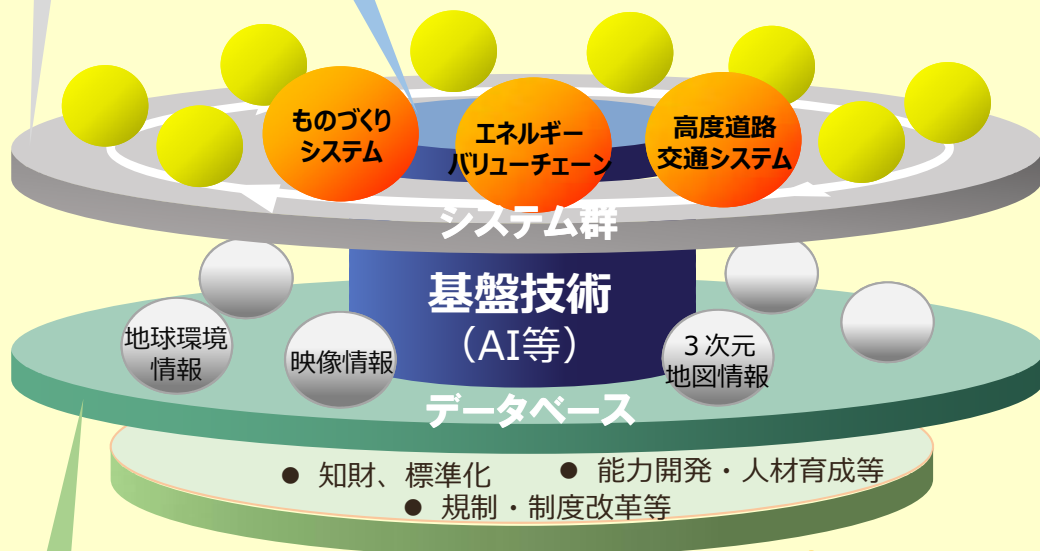 ものづくり
システム
エネルギー
バリューチェーン
高度道路
交通システム
システム群
基盤技術
（AI等）
地球環境
情報
映像情報
３次元
地図情報
データベース
● 知財、標準化
● 能力開発・人材育成等
● 規制・制度改革等